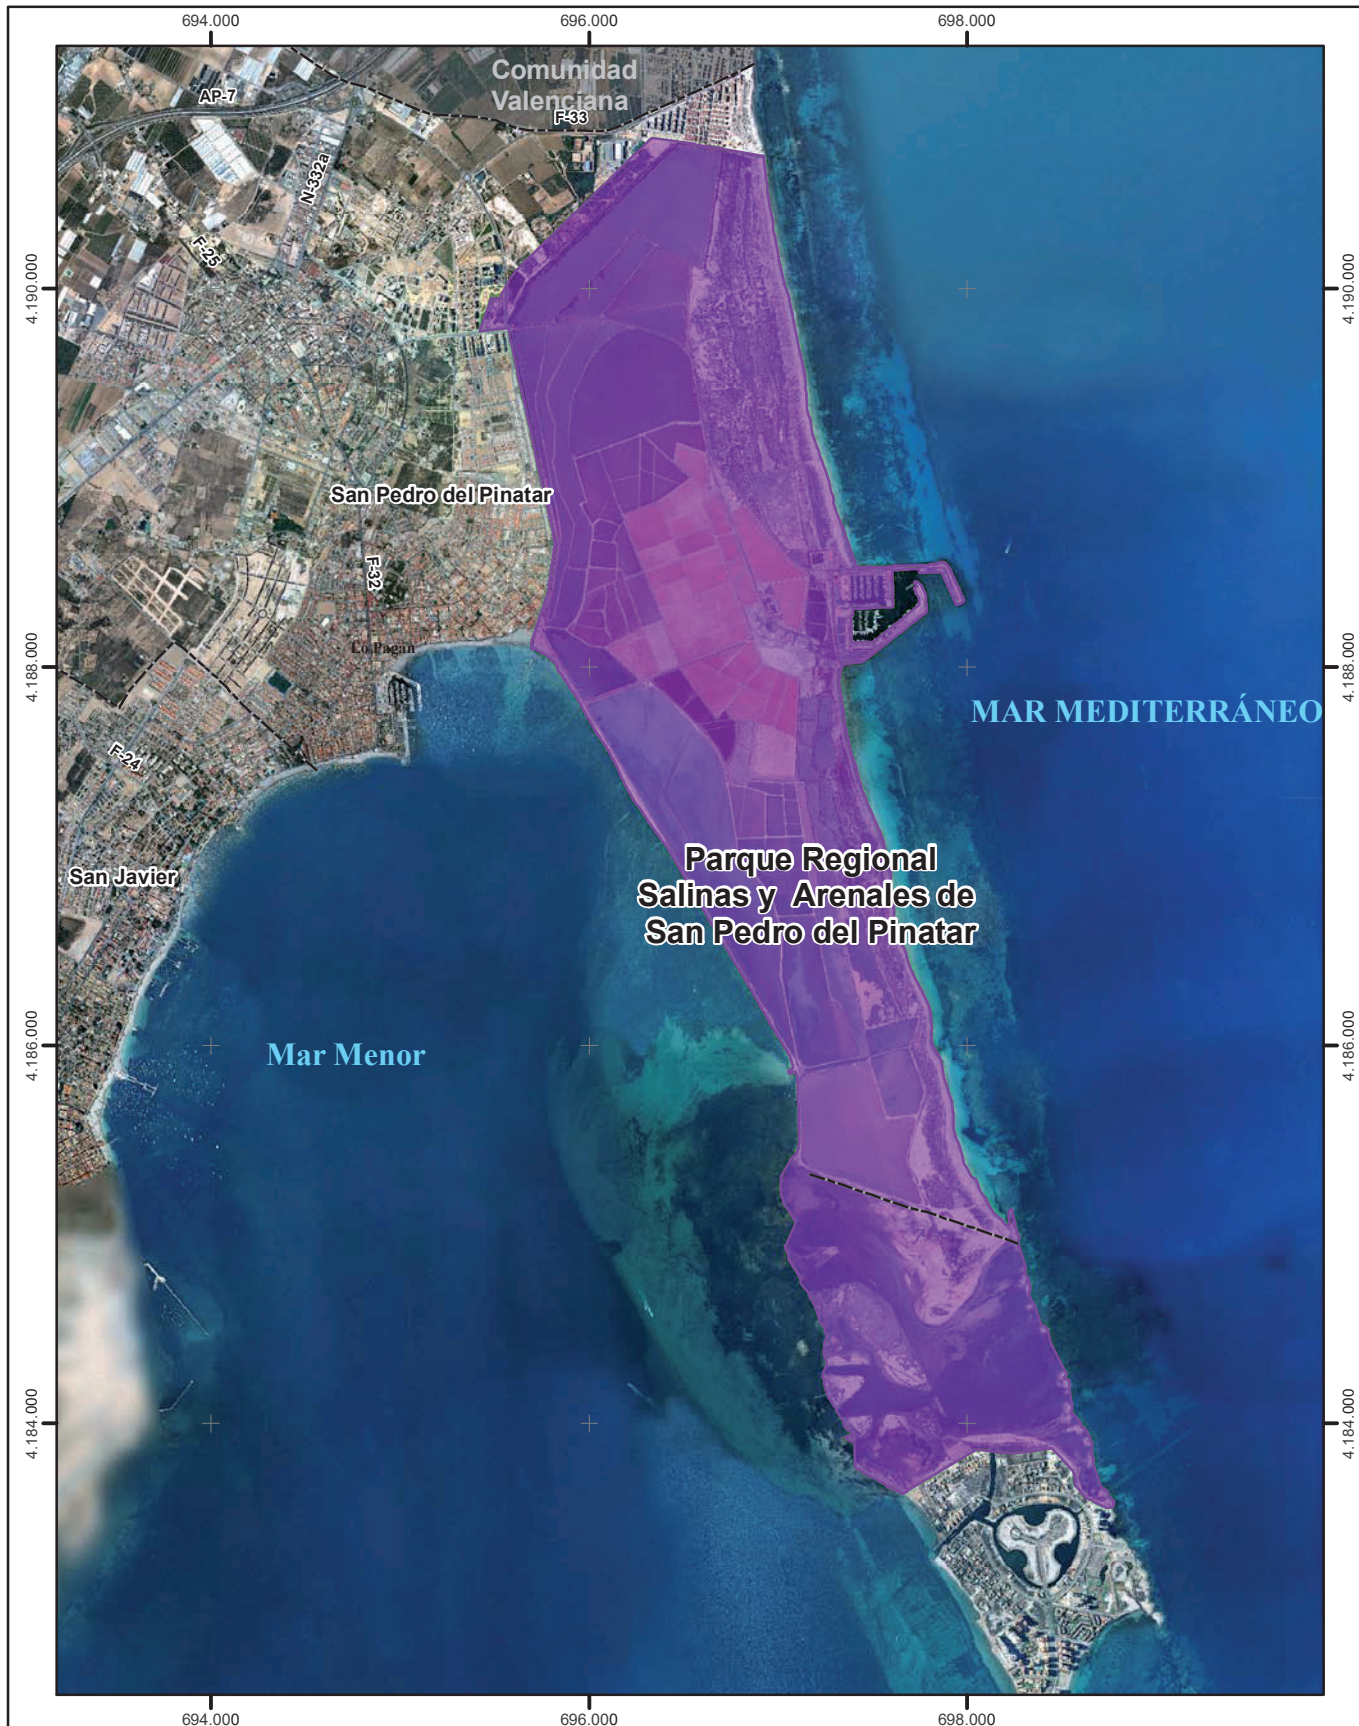 694.000
696.000
698.000
Comunidad
Valenciana
AP-7
F-33
N-332a
F-25
4.190.000
4.190.000
San Pedro del Pinatar
F-32
Lo Pagan
4.188.000
4.188.000
MAR MEDITERRÁNEO
F-24
Parque Regional
Salinas y Arenales de
San Pedro del Pinatar
San Javier
Mar Menor
4.186.000
4.186.000
4.184.000
4.184.000
694.000
696.000
698.000